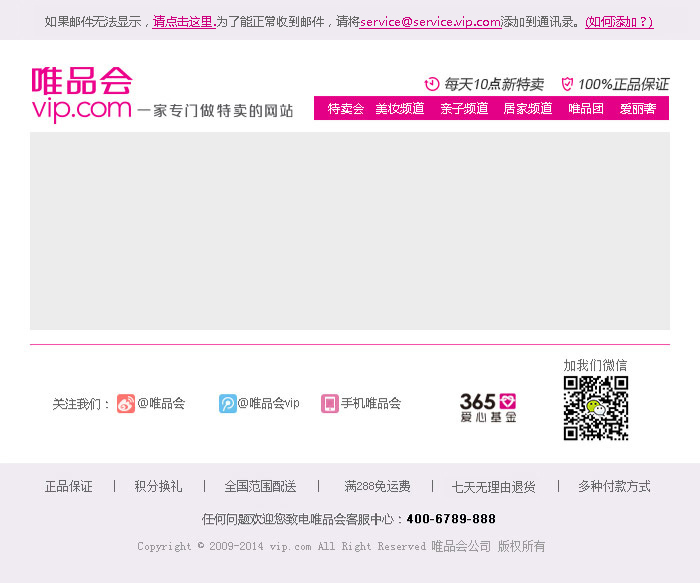 如果邮件无法显示，请点击这里.为了能正常收到邮件，请将service@service.vip.com添加到通讯录。(如何添加？)
唯品会
vip.com 一家专门做特卖的网站
每天10点新特卖 100%正品保证
特卖会 美妆频道 亲子频道 居家频道 唯品团 爱丽奢
加我们微信
关注我们： @唯品会 @唯品会vip 手机唯品会
365
爱心基金
正品保证 | 积分换礼 | 全国范围配送 | 满288免运费 | 七天无理由退货 | 多种付款方式
任何问题欢迎您致电唯品会客服中心：400-6789-888
Copyright © 2009-2014 vip.com All Right Reserved 唯品会公司 版权所有